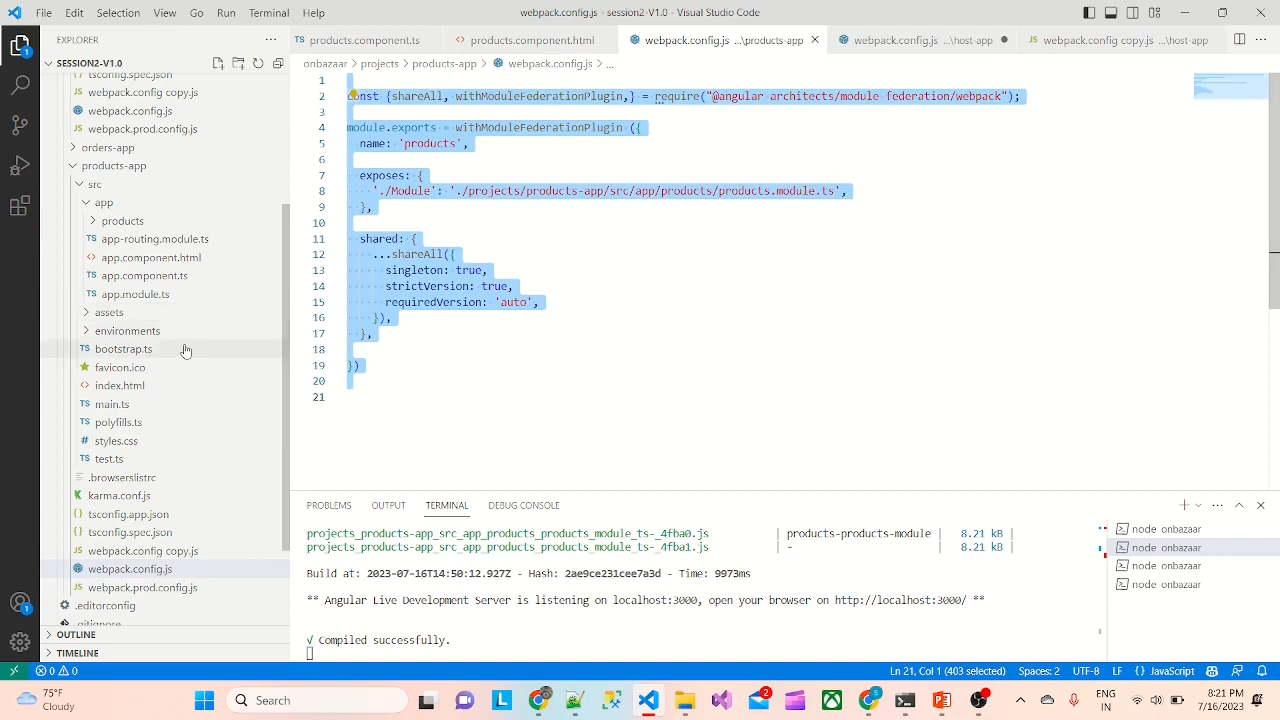 File Edit Selection View Go Run Terminal Help
webpack.config.js - session2-V1.0 - Visual Studio Code
EXPLORER
SESSION2-V1.0
tsconfig.spec.json
webpack.config copy.js
webpack.config.js
webpack.prod.config.js
orders-app
products-app
src
app
products
app-routing.module.ts
app.component.html
app.component.ts
app.module.ts
assets
environments
bootstrap.ts
favicon.ico
index.html
main.ts
polyfills.ts
styles.css
test.ts
.browserslistrc
karma.conf.js
tsconfig.app.json
tsconfig.spec.json
webpack.config copy.js
webpack.config.js
webpack.prod.config.js
.editorconfig
.gitignore
OUTLINE
TIMELINE
products.component.ts products.component.html webpack.config.js ...\products-app webpack.config.js ...\host-app webpack.config copy.js ...\host-app
onbazaar > projects > products-app > webpack.config.js > ...
1
2 const {shareAll, withModuleFederationPlugin,} = require("@angular-architects/module-federation/webpack");
3
4 module.exports = withModuleFederationPlugin ({
5 name: 'products',
6
7 exposes: {
8 './Module': './projects/products-app/src/app/products/products.module.ts',
9 },
10
11 shared: {
12 ...shareAll({
13 singleton: true,
14 strictVersion: true,
15 requiredVersion: 'auto',
16 }),
17 },
18
19 })
20
21
PROBLEMS OUTPUT TERMINAL DEBUG CONSOLE
projects_products-app_src_app_products_products_module_ts-_4fba0.js | products-products-module | 8.21 kB |
projects_products-app_src_app_products_products_module_ts-_4fba1.js | - | 8.21 kB |
Build at: 2023-07-16T14:50:12.927Z - Hash: 2ae9ce231cee7a3d - Time: 9973ms
** Angular Live Development Server is listening on localhost:3000, open your browser on http://localhost:3000/ **
√ Compiled successfully.
node onbazaar
node onbazaar
node onbazaar
node onbazaar
0 0 Ln 21, Col 1 (403 selected) Spaces: 2 UTF-8 LF {} JavaScript
75°F
Cloudy
Search
ENG
IN
8:21 PM
7/16/2023